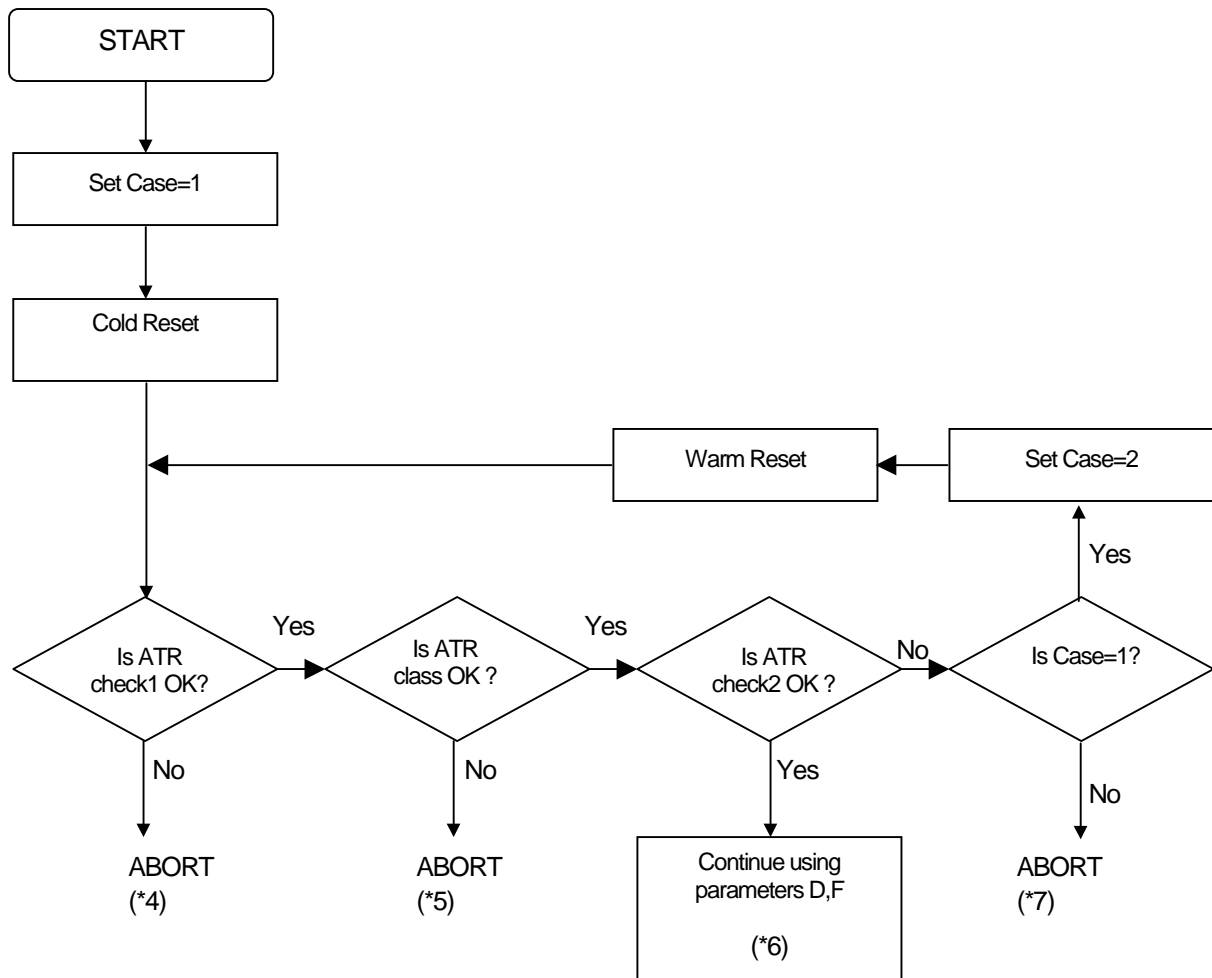 START
Set Case=1
Cold Reset
Warm Reset
Set Case=2
Yes
Is ATR
check1 OK?
Yes
Is ATR
class OK ?
Yes
Is ATR
check2 OK ?
No
Is Case=1?
No
No
Yes
No
ABORT
(*4)
ABORT
(*5)
Continue using
parameters D,F
(*6)
ABORT
(*7)